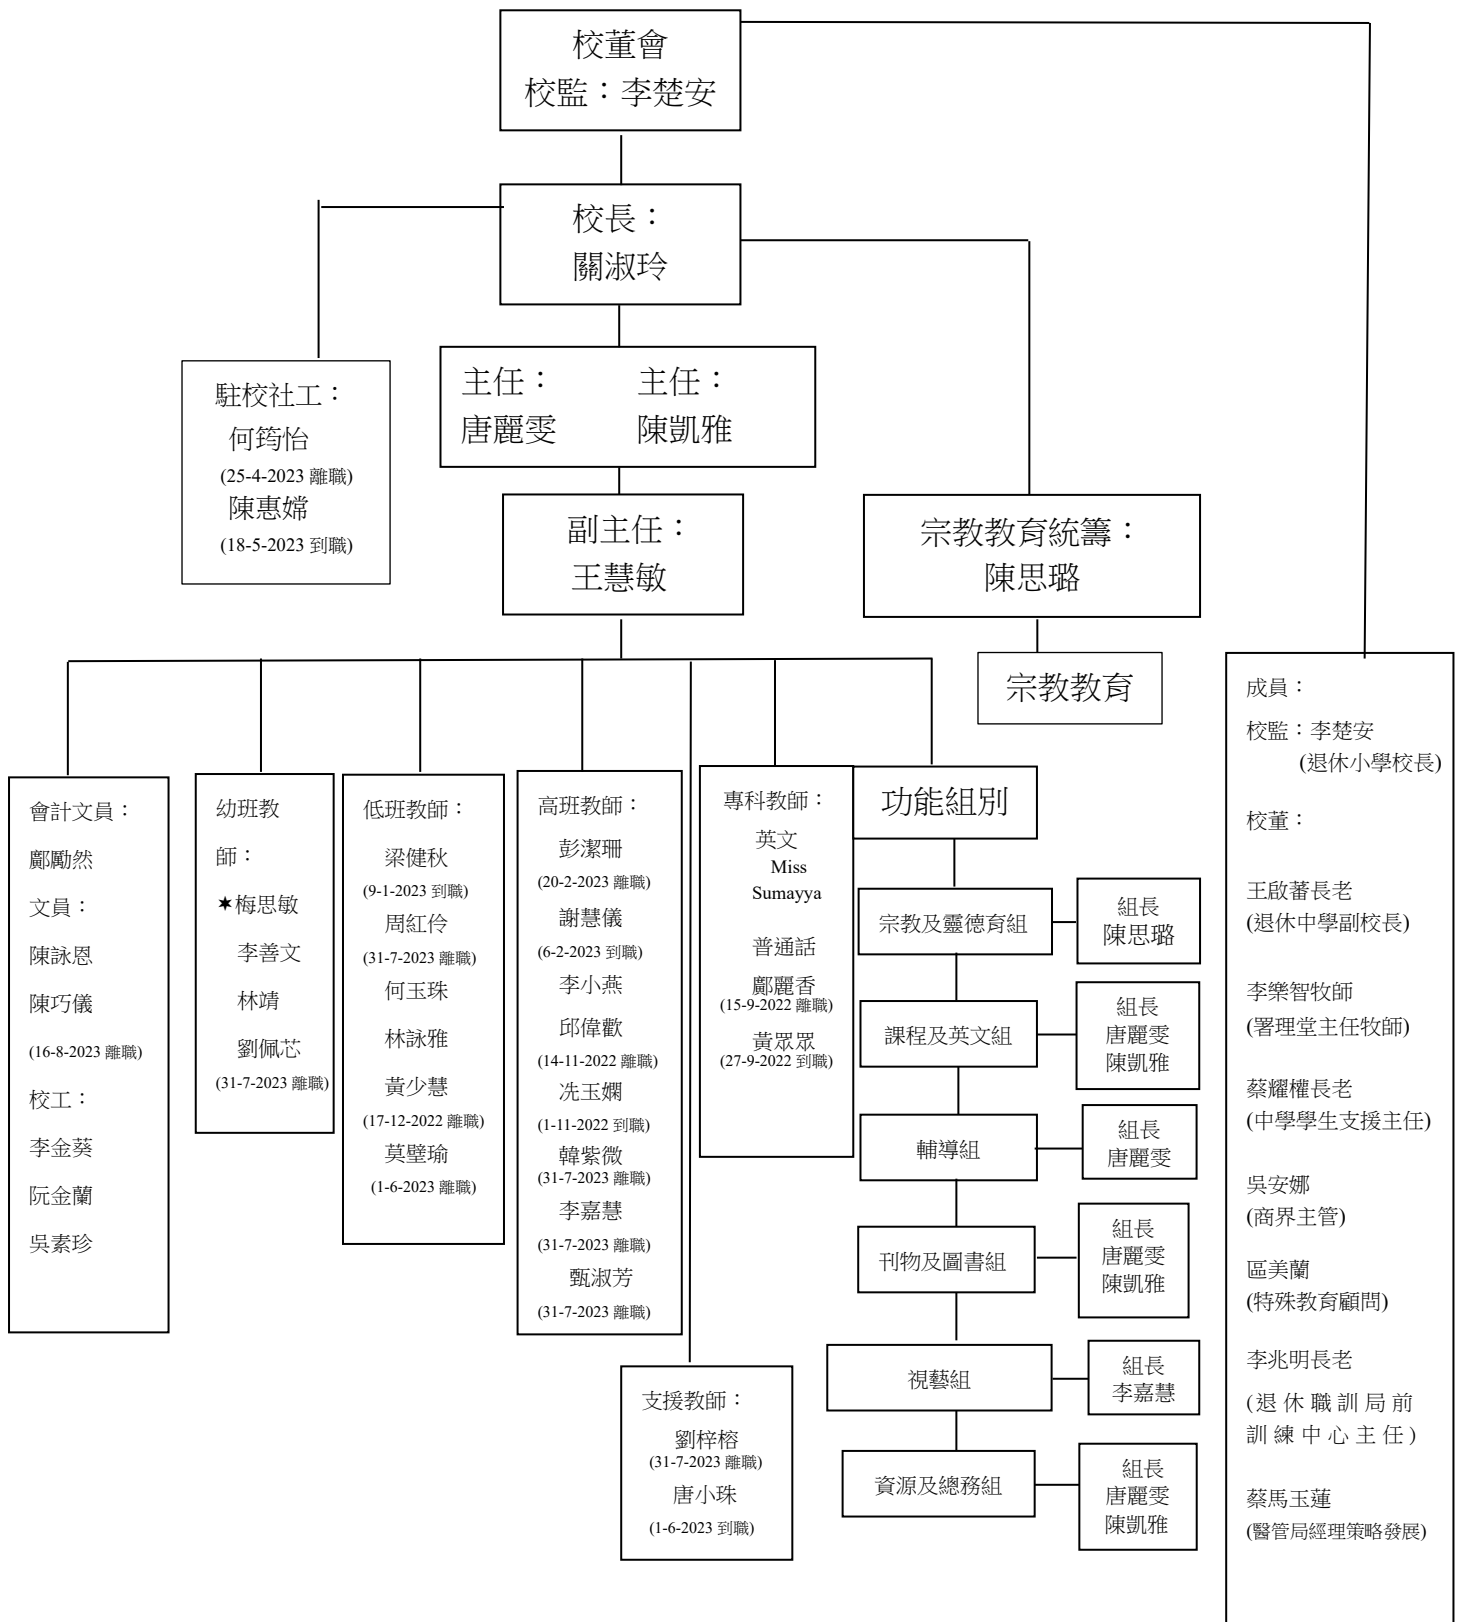 校董會
校監：李楚安
校長：
關淑玲
駐校社工：
何筠怡
(25-4-2023 離職)
陳惠嫦
(18-5-2023 到職)
主任：
唐麗雯
主任：
陳凱雅
副主任：
王慧敏
宗教教育統籌：
陳思璐
宗教教育
會計文員：
鄺勵然
文員：
陳詠恩
陳巧儀
(16-8-2023 離職)
校工：
李金葵
阮金蘭
吳素珍
幼班教
師：
★梅思敏
李善文
林靖
劉佩芯
(31-7-2023 離職)
低班教師：
梁健秋
(9-1-2023 到職)
周紅伶
(31-7-2023 離職)
何玉珠
林詠雅
黃少慧
(17-12-2022 離職)
莫壁瑜
(1-6-2023 離職)
高班教師：
彭潔珊
(20-2-2023 離職)
謝慧儀
(6-2-2023 到職)
李小燕
邱偉歡
(14-11-2022 離職)
冼玉嫻
(1-11-2022 到職)
韓紫微
(31-7-2023 離職)
李嘉慧
(31-7-2023 離職)
甄淑芳
(31-7-2023 離職)
支援教師：
劉梓榕
(31-7-2023 離職)
唐小珠
(1-6-2023 到職)
專科教師：
英文
Miss
Sumayya
普通話
鄺麗香
(15-9-2022 離職)
黃眾眾
(27-9-2022 到職)
功能組別
宗教及靈德育組
組長
陳思璐
課程及英文組
組長
唐麗雯
陳凱雅
輔導組
組長
唐麗雯
刊物及圖書組
組長
唐麗雯
陳凱雅
視藝組
組長
李嘉慧
資源及總務組
組長
唐麗雯
陳凱雅
成員：
校監：李楚安
(退休小學校長)
校董：
王啟蕃長老
(退休中學副校長)
李樂智牧師
(署理堂主任牧師)
蔡耀權長老
(中學學生支援主任)
吳安娜
(商界主管)
區美蘭
(特殊教育顧問)
李兆明長老
(退休職訓局前
訓練中心主任)
蔡馬玉蓮
(醫管局經理策略發展)